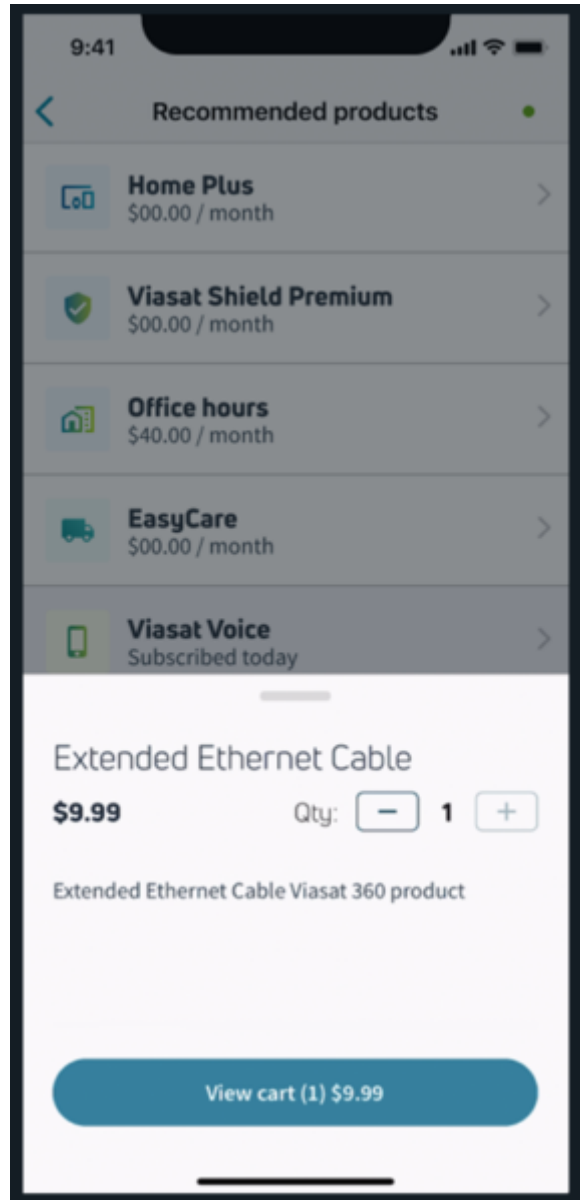 9:41
Recommended products
Home Plus
$00.00 / month
Viasat Shield Premium
$00.00 / month
Office hours
$40.00 / month
EasyCare
$00.00 / month
Viasat Voice
Subscribed today
Extended Ethernet Cable
$9.99 Qty: − 1 +
Extended Ethernet Cable Viasat 360 product
View cart (1) $9.99